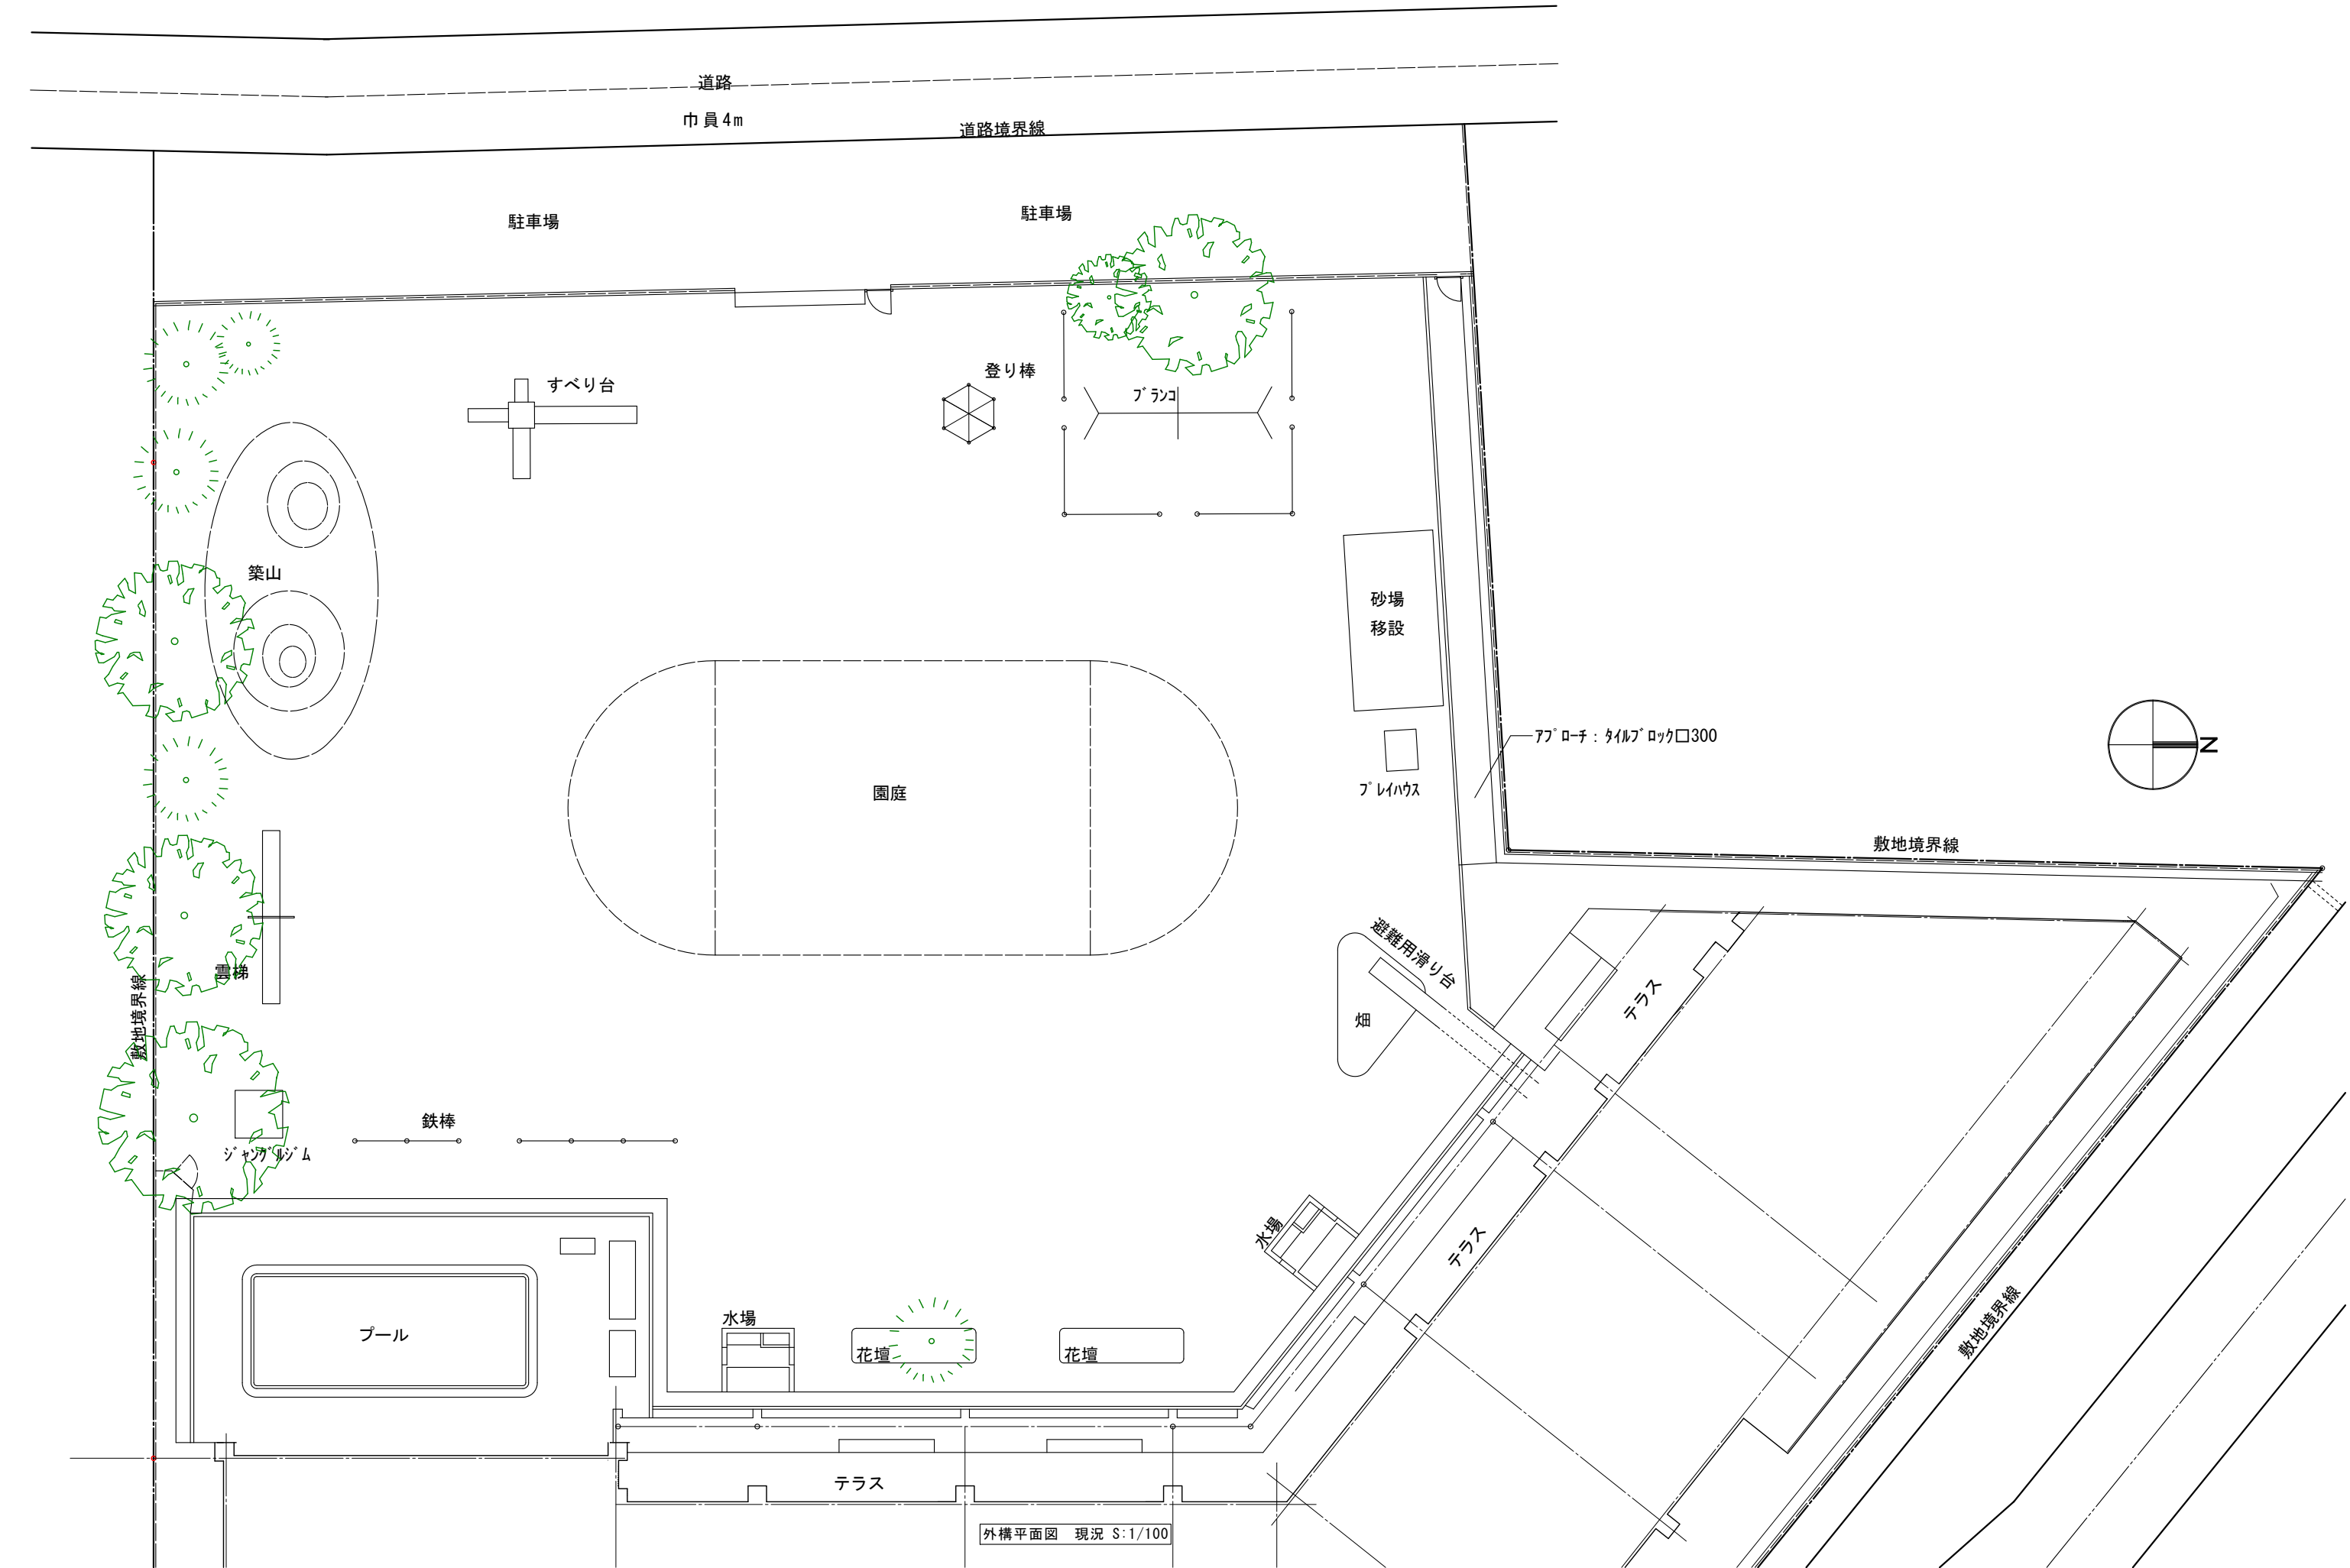 道路
巾員4m
道路境界線
駐車場
駐車場
すべり台
登り棒
ﾌﾞﾗﾝｺ
築山
砂場
移設
ｱﾌﾟﾛｰﾁ：ﾀｲﾙﾌﾞﾛｯｸ□300
N
ﾌﾟﾚｲﾊｳｽ
園庭
敷地境界線
雲梯
敷地境界線
避難用滑り台
畑
テラス
鉄棒
ｼﾞｬﾝｸﾞﾙｼﾞﾑ
水場
テラス
プール
水場
花壇
花壇
敷地境界線
テラス
外構平面図　現況 S:1/100